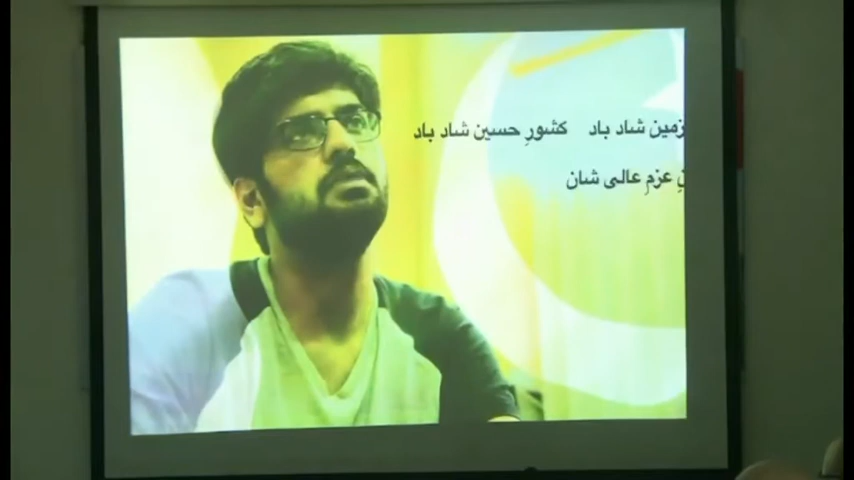 زمین شاد باد   کشورِ حسین شاد باد
عزمِ عالی شان